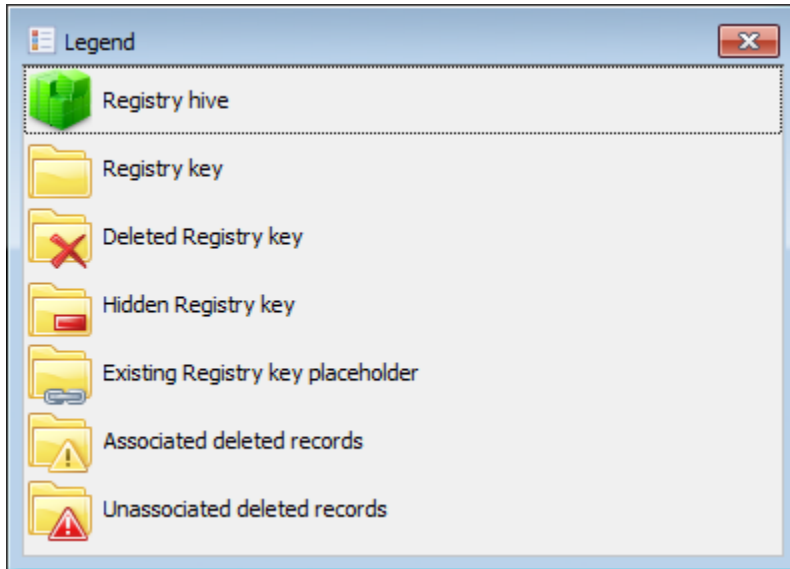 Legend
Registry hive
Registry key
Deleted Registry key
Hidden Registry key
Existing Registry key placeholder
Associated deleted records
Unassociated deleted records